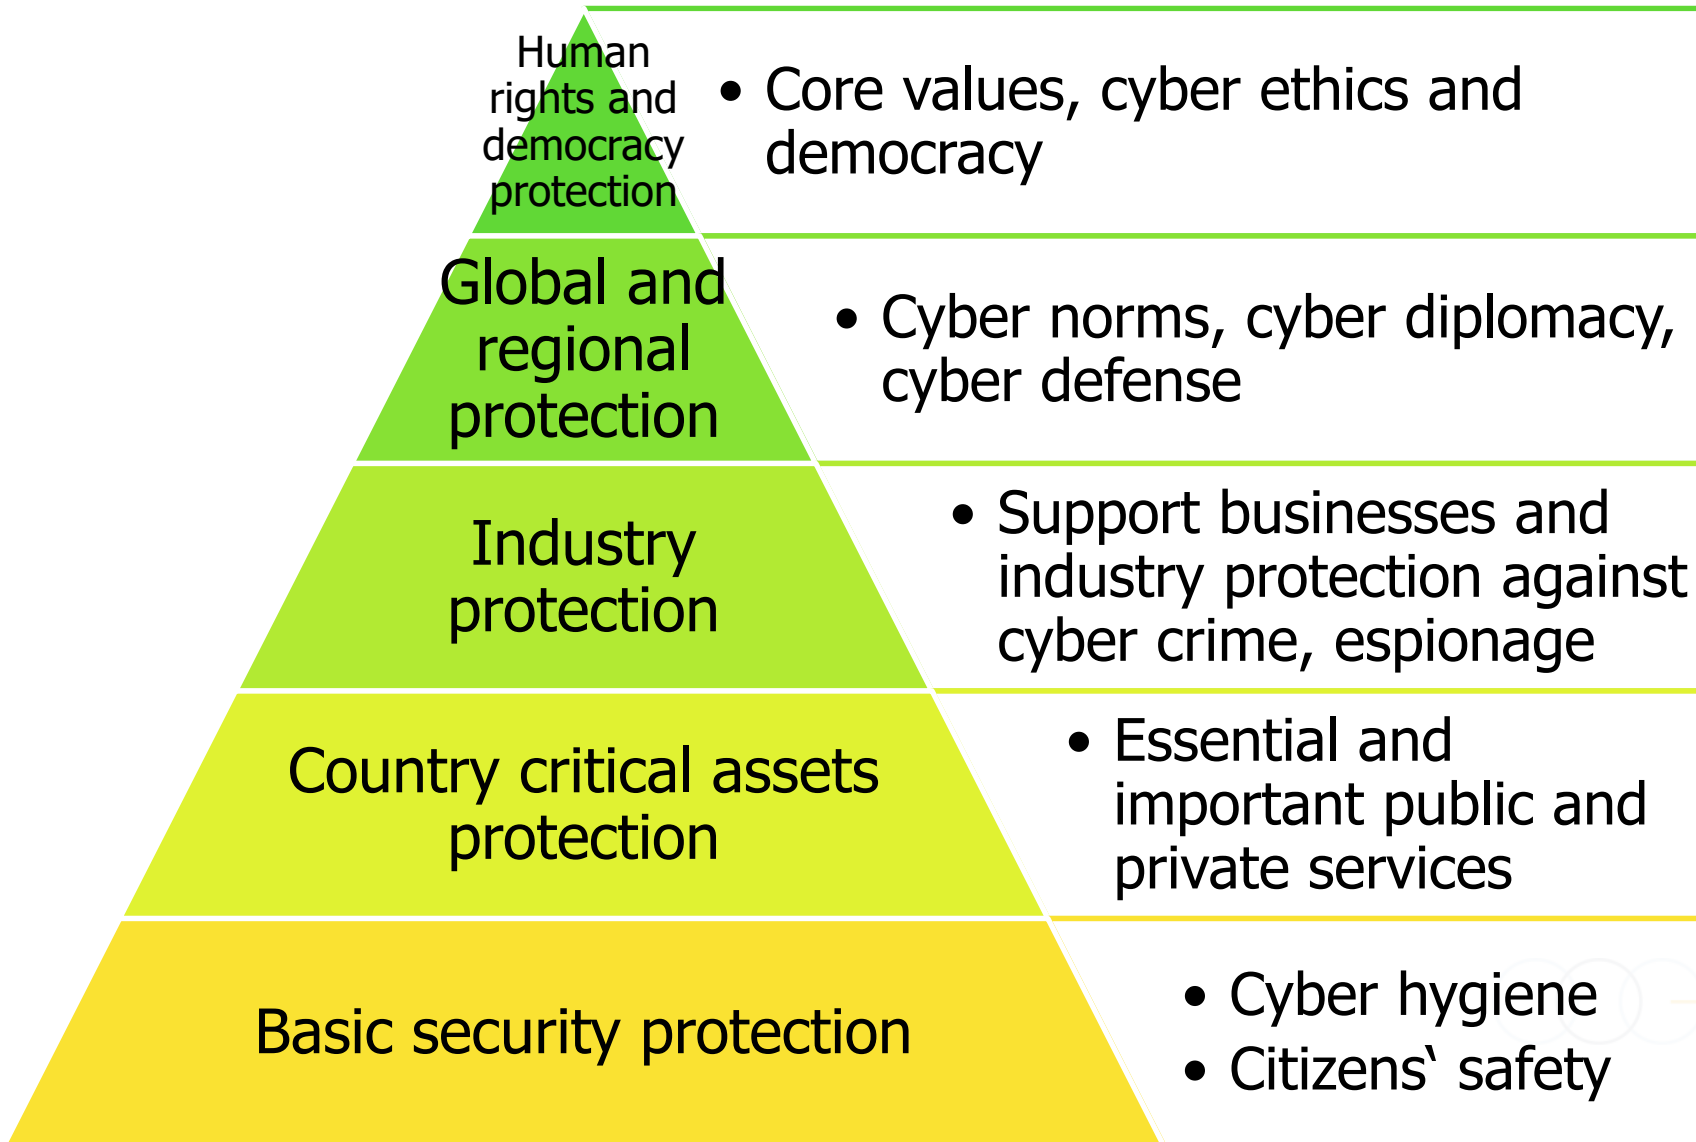 Human
rights and
democracy
protection
• Core values, cyber ethics and
democracy
Global and
regional
protection
• Cyber norms, cyber diplomacy,
cyber defense
Industry
protection
• Support businesses and
industry protection against
cyber crime, espionage
Country critical assets
protection
• Essential and
important public and
private services
Basic security protection
• Cyber hygiene
• Citizens‘ safety